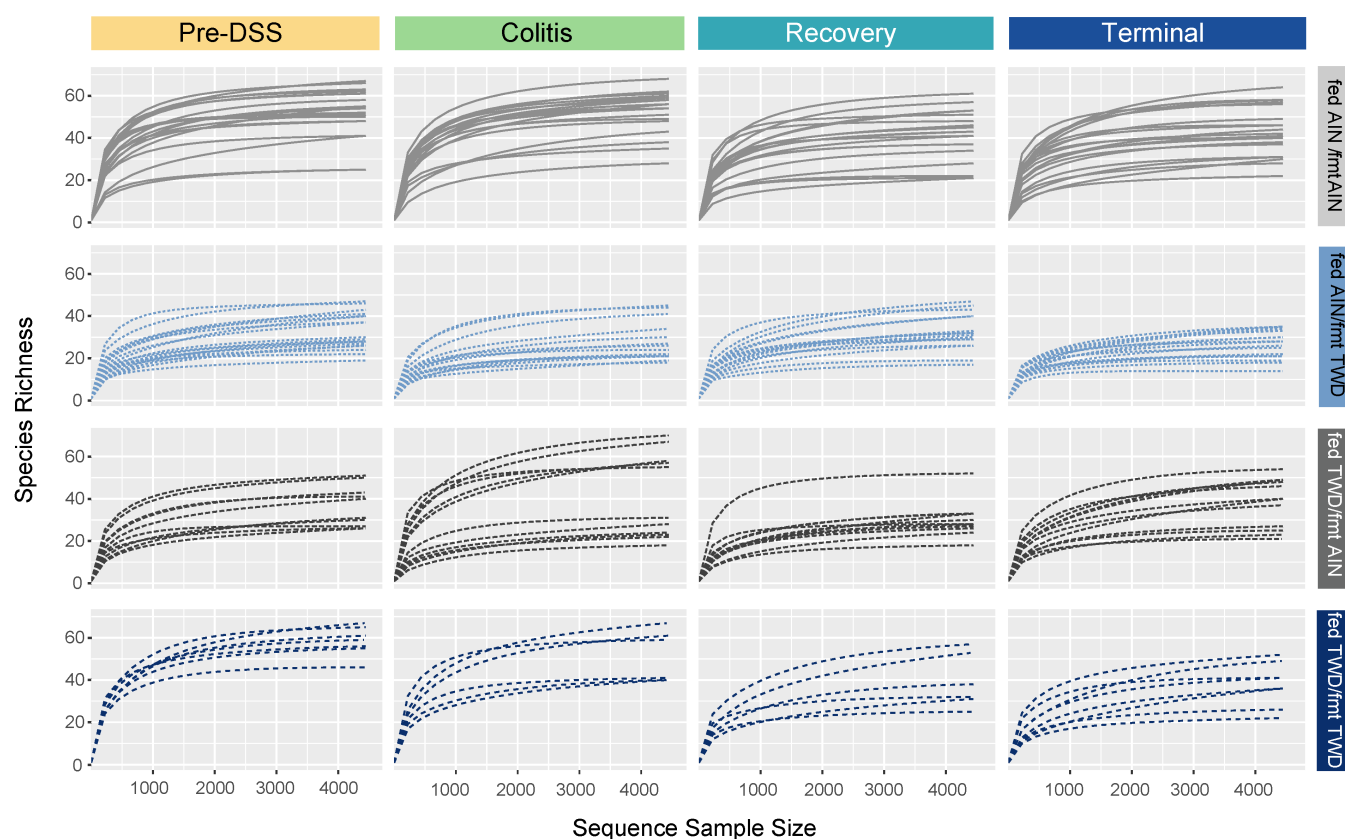 Pre-DSS
Colitis
Recovery
Terminal
60
40
20
0
fed AIN /fmtAIN
60
40
20
0
fed AIN/fmt TWD
60
40
20
0
fed TWD/fmt AIN
60
40
20
0
fed TWD/fmt TWD
Species Richness
1000 2000 3000 4000
1000 2000 3000 4000
1000 2000 3000 4000
1000 2000 3000 4000
Sequence Sample Size